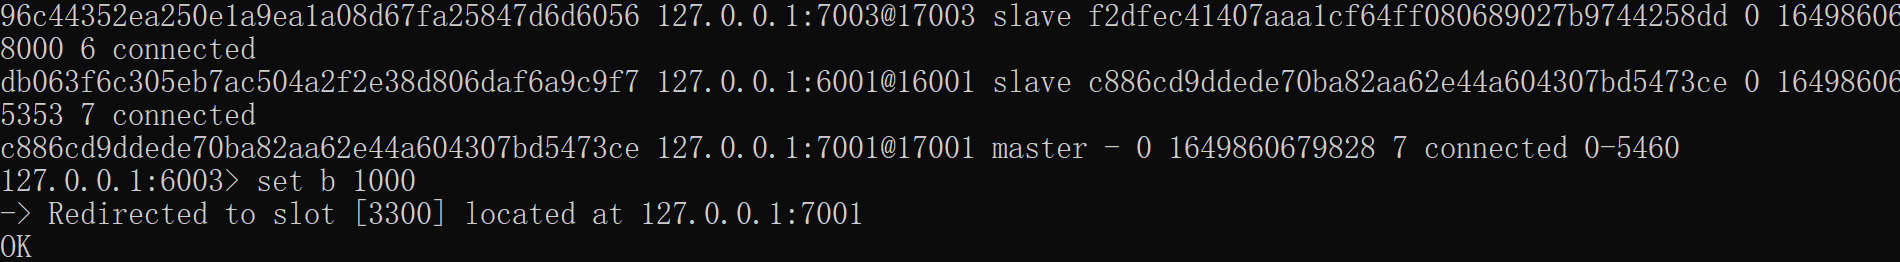 96c44352ea250e1a9ea1a08d67fa25847d6d6056 127.0.0.1:7003@17003 slave f2dfec41407aaa1cf64ff080689027b9744258dd 0 16498606
8000 6 connected
db063f6c305eb7ac504a2f2e38d806daf6a9c9f7 127.0.0.1:6001@16001 slave c886cd9ddede70ba82aa62e44a604307bd5473ce 0 16498606
5353 7 connected
c886cd9ddede70ba82aa62e44a604307bd5473ce 127.0.0.1:7001@17001 master - 0 1649860679828 7 connected 0-5460
127.0.0.1:6003> set b 1000
-> Redirected to slot [3300] located at 127.0.0.1:7001
OK